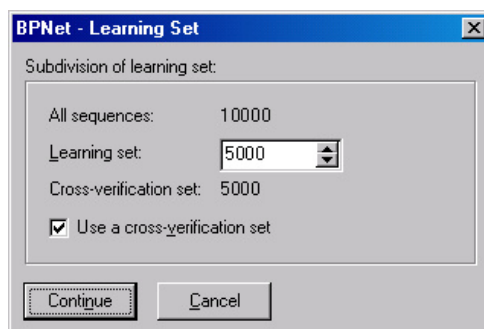 BPNet - Learning Set
Subdivision of learning set:
All sequences: 10000
Learning set: 5000
Cross-verification set: 5000
Use a cross-verification set
Continue Cancel